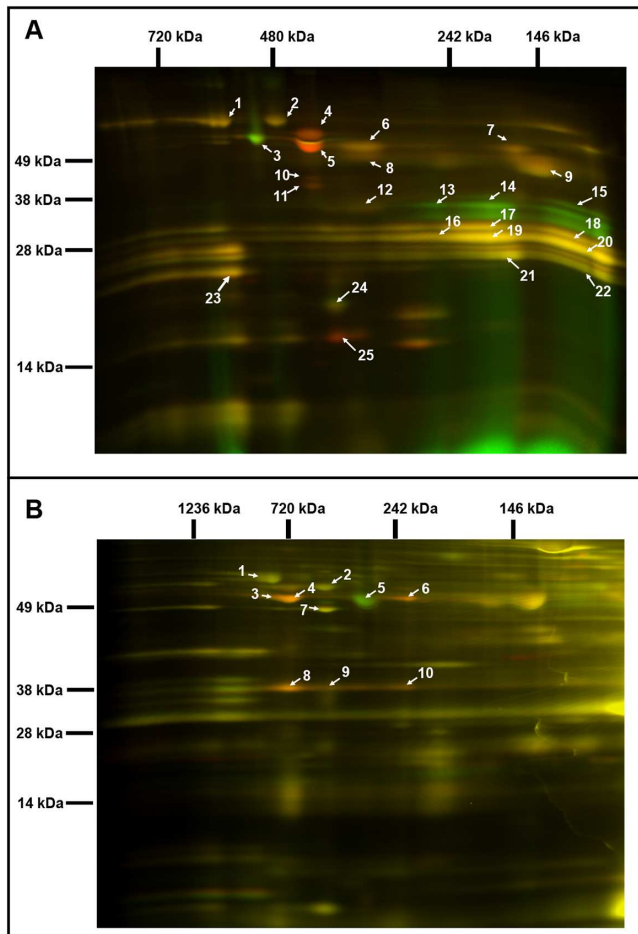 A
720 kDa 480 kDa 242 kDa 146 kDa
1 2 4
6
7
3
49 kDa
5 8
9
10
38 kDa
11 12 13 14 15
16 17 18
19
28 kDa
20
21
22
23
24
25
14 kDa
B
1236 kDa 720 kDa 242 kDa 146 kDa
1 2
3 4 5 6
49 kDa
7
8 9 10
38 kDa
28 kDa
14 kDa